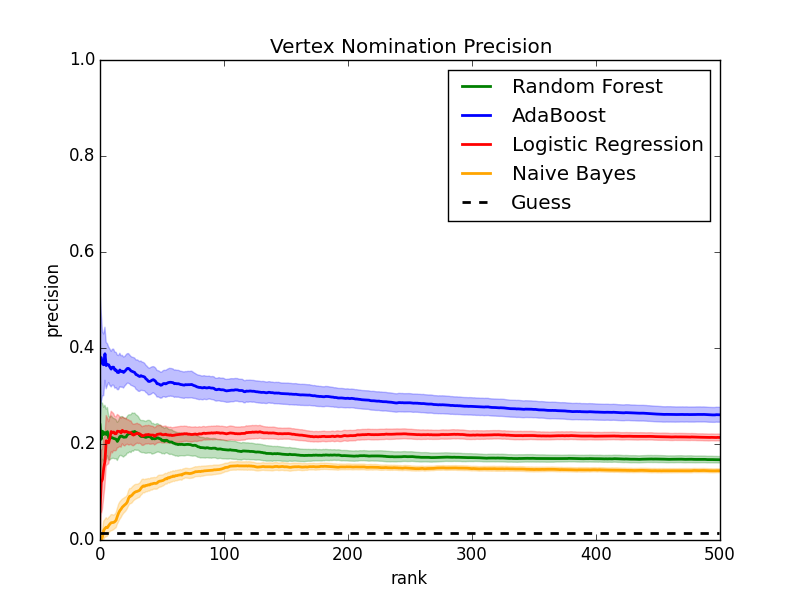 Vertex Nomination Precision
1.0
0.8
0.6
0.4
0.2
0.0
precision
Random Forest
AdaBoost
Logistic Regression
Naive Bayes
Guess
0 100 200 300 400 500
rank